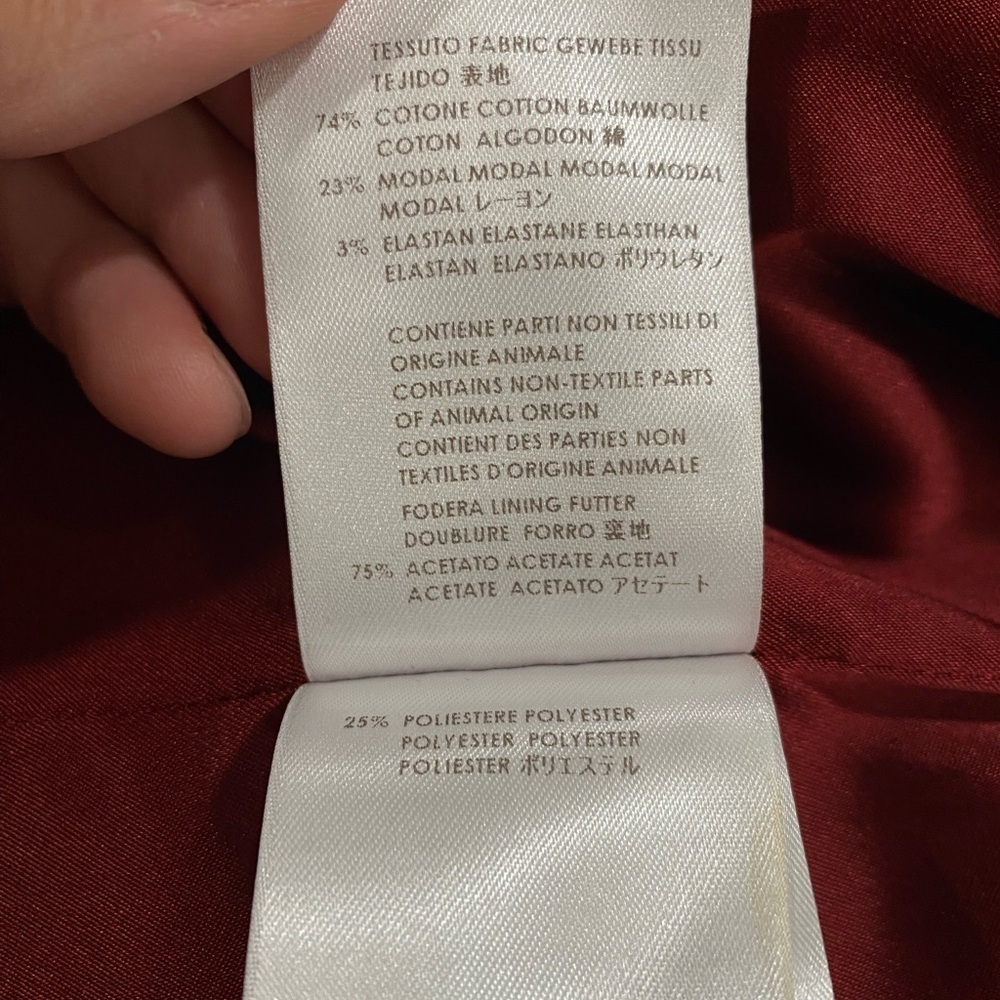 TESSUTO FABRIC GEWEBE TISSU
TEJIDO 表地
74% COTONE COTTON BAUMWOLLE
COTON ALGODON 綿
23% MODAL MODAL MODAL MODAL
MODAL レーヨン
3% ELASTAN ELASTANE ELASTHAN
ELASTAN ELASTANO ポリウレタン
CONTIENE PARTI NON TESSILI DI
ORIGINE ANIMALE
CONTAINS NON-TEXTILE PARTS
OF ANIMAL ORIGIN
CONTIENT DES PARTIES NON
TEXTILES D'ORIGINE ANIMALE
FODERA LINING FUTTER
DOUBLURE FORRO 裏地
75% ACETATO ACETATE ACETAT
ACETATE ACETATO アセテート
25% POLIESTERE POLYESTER
POLYESTER POLYESTER
POLIESTER ポリエステル